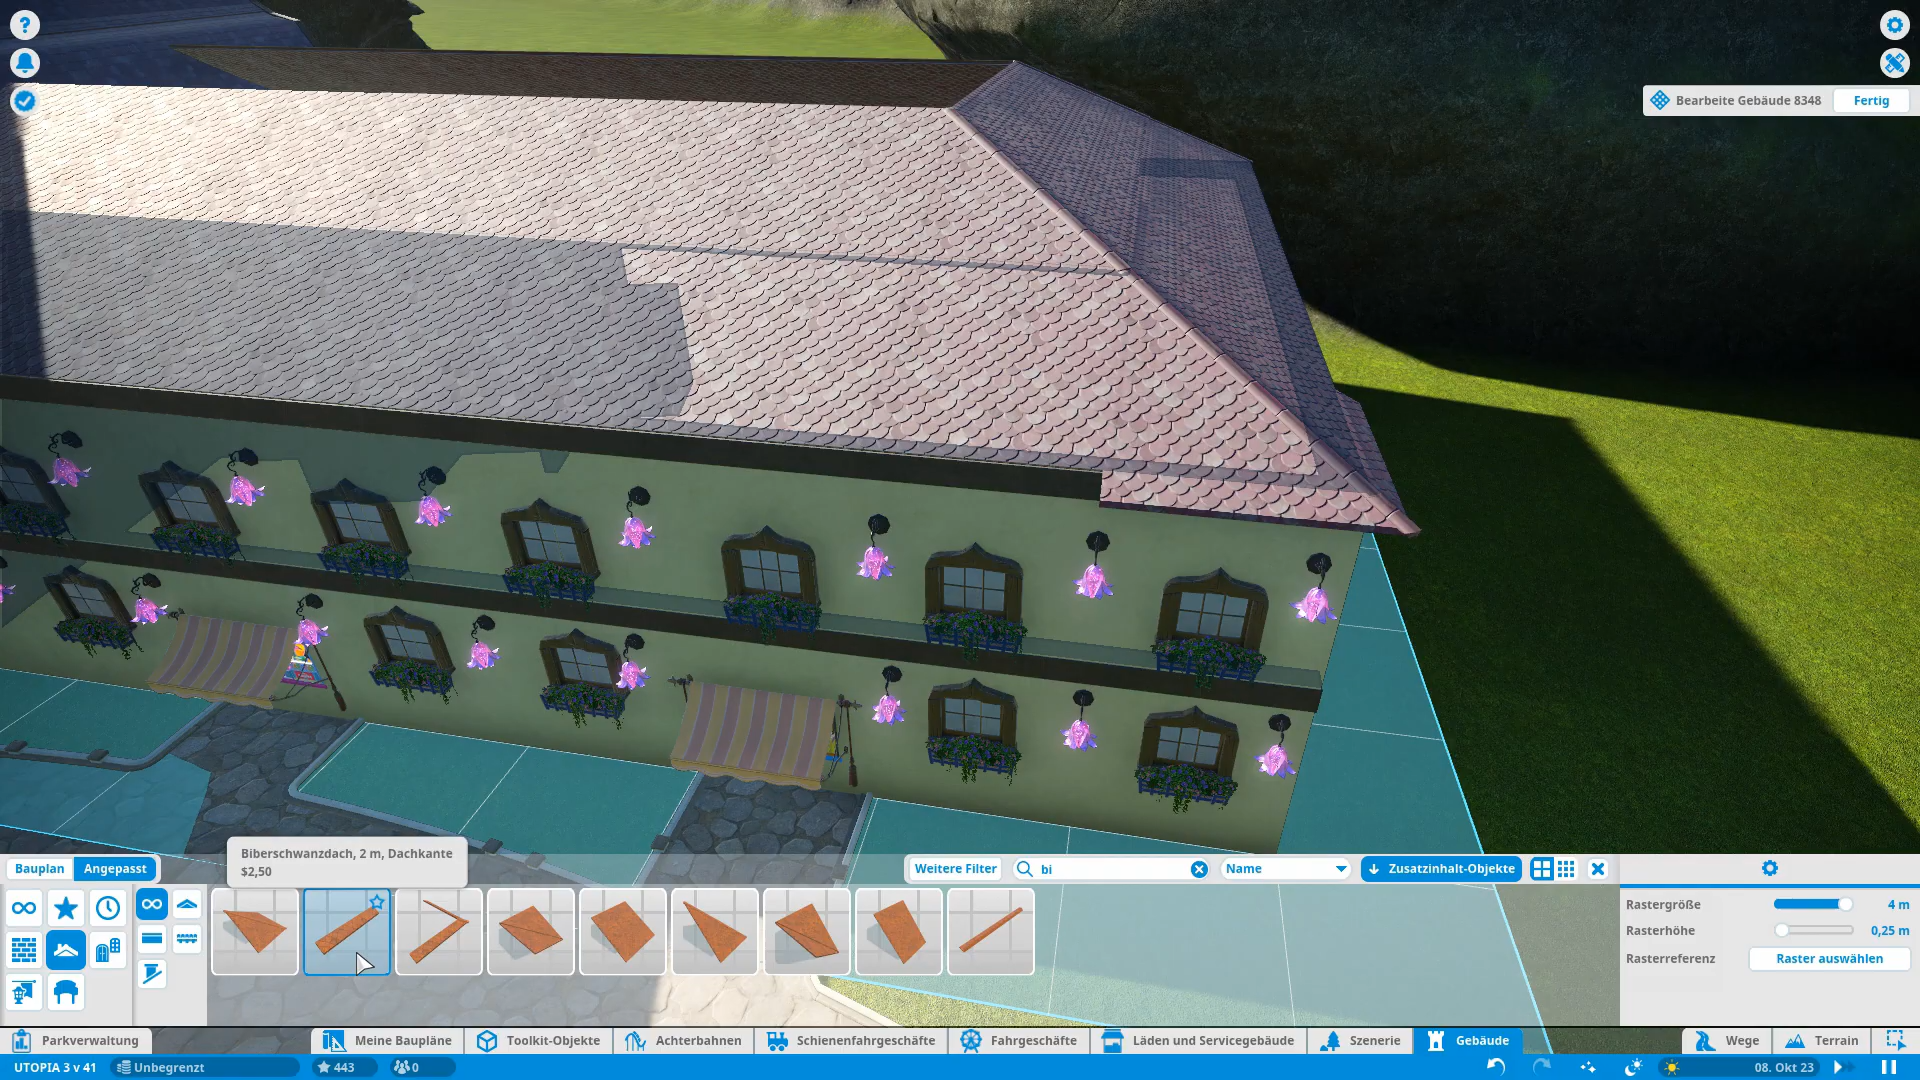 ?
Bearbeite Gebäude 8348
Fertig
Biberschwanzdach, 2 m, Dachkante
$2,50
Bauplan
Angepasst
Weitere Filter
bi
Name
Zusatzinhalt-Objekte
Rastergröße
4 m
Rasterhöhe
0,25 m
Rasterreferenz
Raster auswählen
Parkverwaltung
Meine Baupläne
Toolkit-Objekte
Achterbahnen
Schienenfahrgeschäfte
Fahrgeschäfte
Läden und Servicegebäude
Szenerie
Gebäude
Wege
Terrain
UTOPIA 3 v 41
Unbegrenzt
443
0
08. Okt 23